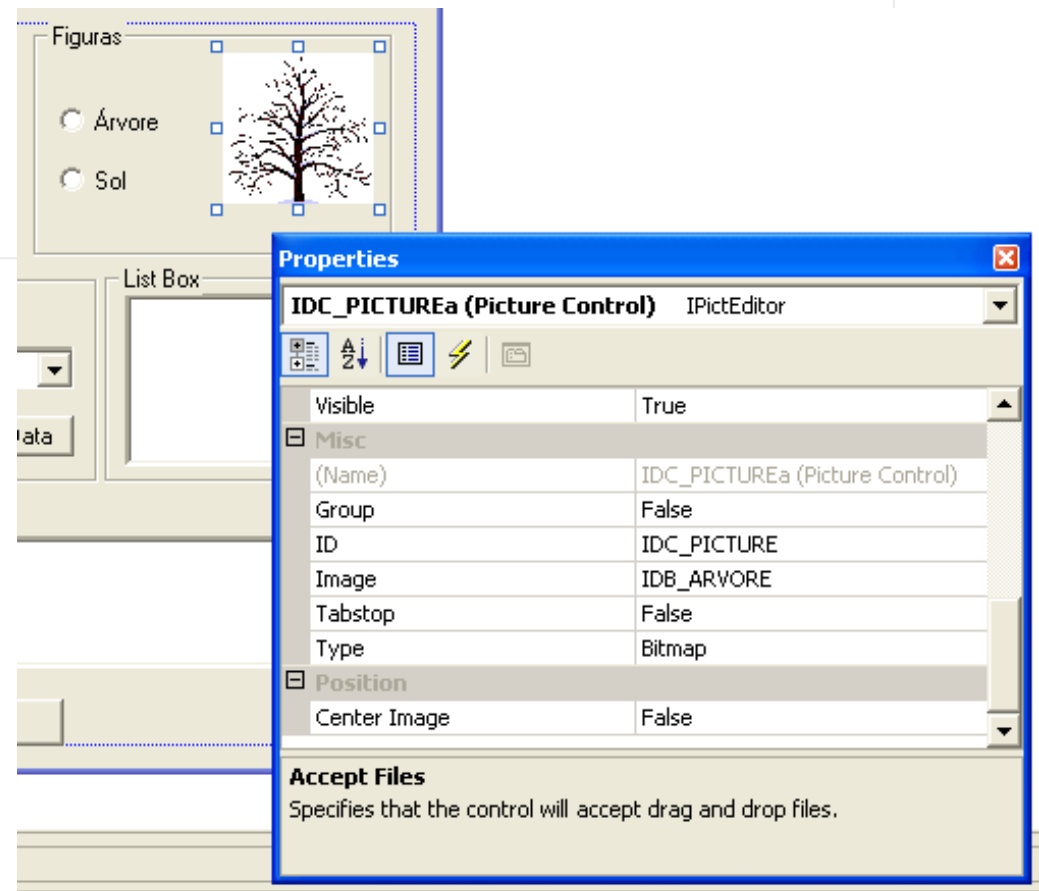 Figuras
Árvore
Sol
List Box
Data
Properties
IDC_PICTUREa (Picture Control) IPictEditor
Visible True
Misc
(Name) IDC_PICTUREa (Picture Control)
Group False
ID IDC_PICTURE
Image IDB_ARVORE
Tabstop False
Type Bitmap
Position
Center Image False
Accept Files
Specifies that the control will accept drag and drop files.